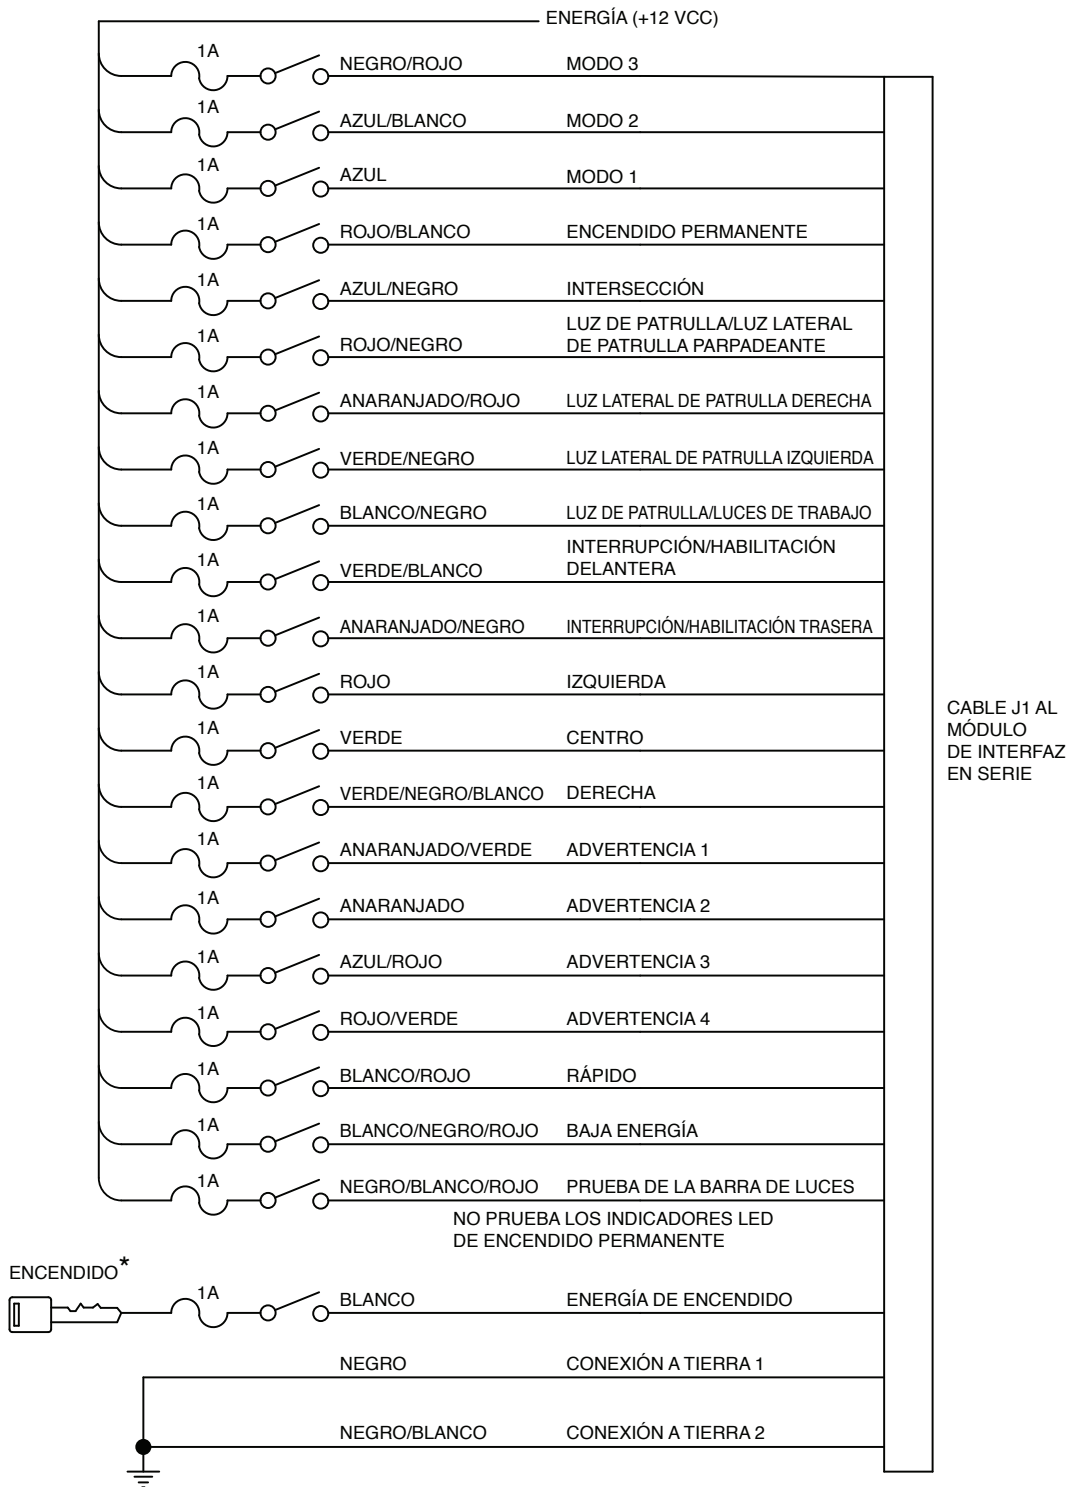 ENERGÍA (+12 VCC)
1A NEGRO/ROJO MODO 3
1A AZUL/BLANCO MODO 2
1A AZUL MODO 1
1A ROJO/BLANCO ENCENDIDO PERMANENTE
1A AZUL/NEGRO INTERSECCIÓN
LUZ DE PATRULLA/LUZ LATERAL
1A ROJO/NEGRO DE PATRULLA PARPADEANTE
1A ANARANJADO/ROJO LUZ LATERAL DE PATRULLA DERECHA
1A VERDE/NEGRO LUZ LATERAL DE PATRULLA IZQUIERDA
1A BLANCO/NEGRO LUZ DE PATRULLA/LUCES DE TRABAJO
INTERRUPCIÓN/HABILITACIÓN
1A VERDE/BLANCO DELANTERA
1A ANARANJADO/NEGRO INTERRUPCIÓN/HABILITACIÓN TRASERA
1A ROJO IZQUIERDA
1A VERDE CENTRO
1A VERDE/NEGRO/BLANCO DERECHA
1A ANARANJADO/VERDE ADVERTENCIA 1
1A ANARANJADO ADVERTENCIA 2
1A AZUL/ROJO ADVERTENCIA 3
1A ROJO/VERDE ADVERTENCIA 4
1A BLANCO/ROJO RÁPIDO
1A BLANCO/NEGRO/ROJO BAJA ENERGÍA
1A NEGRO/BLANCO/ROJO PRUEBA DE LA BARRA DE LUCES
NO PRUEBA LOS INDICADORES LED
DE ENCENDIDO PERMANENTE
ENCENDIDO*
1A BLANCO ENERGÍA DE ENCENDIDO
NEGRO CONEXIÓN A TIERRA 1
NEGRO/BLANCO CONEXIÓN A TIERRA 2
CABLE J1 AL
MÓDULO
DE INTERFAZ
EN SERIE